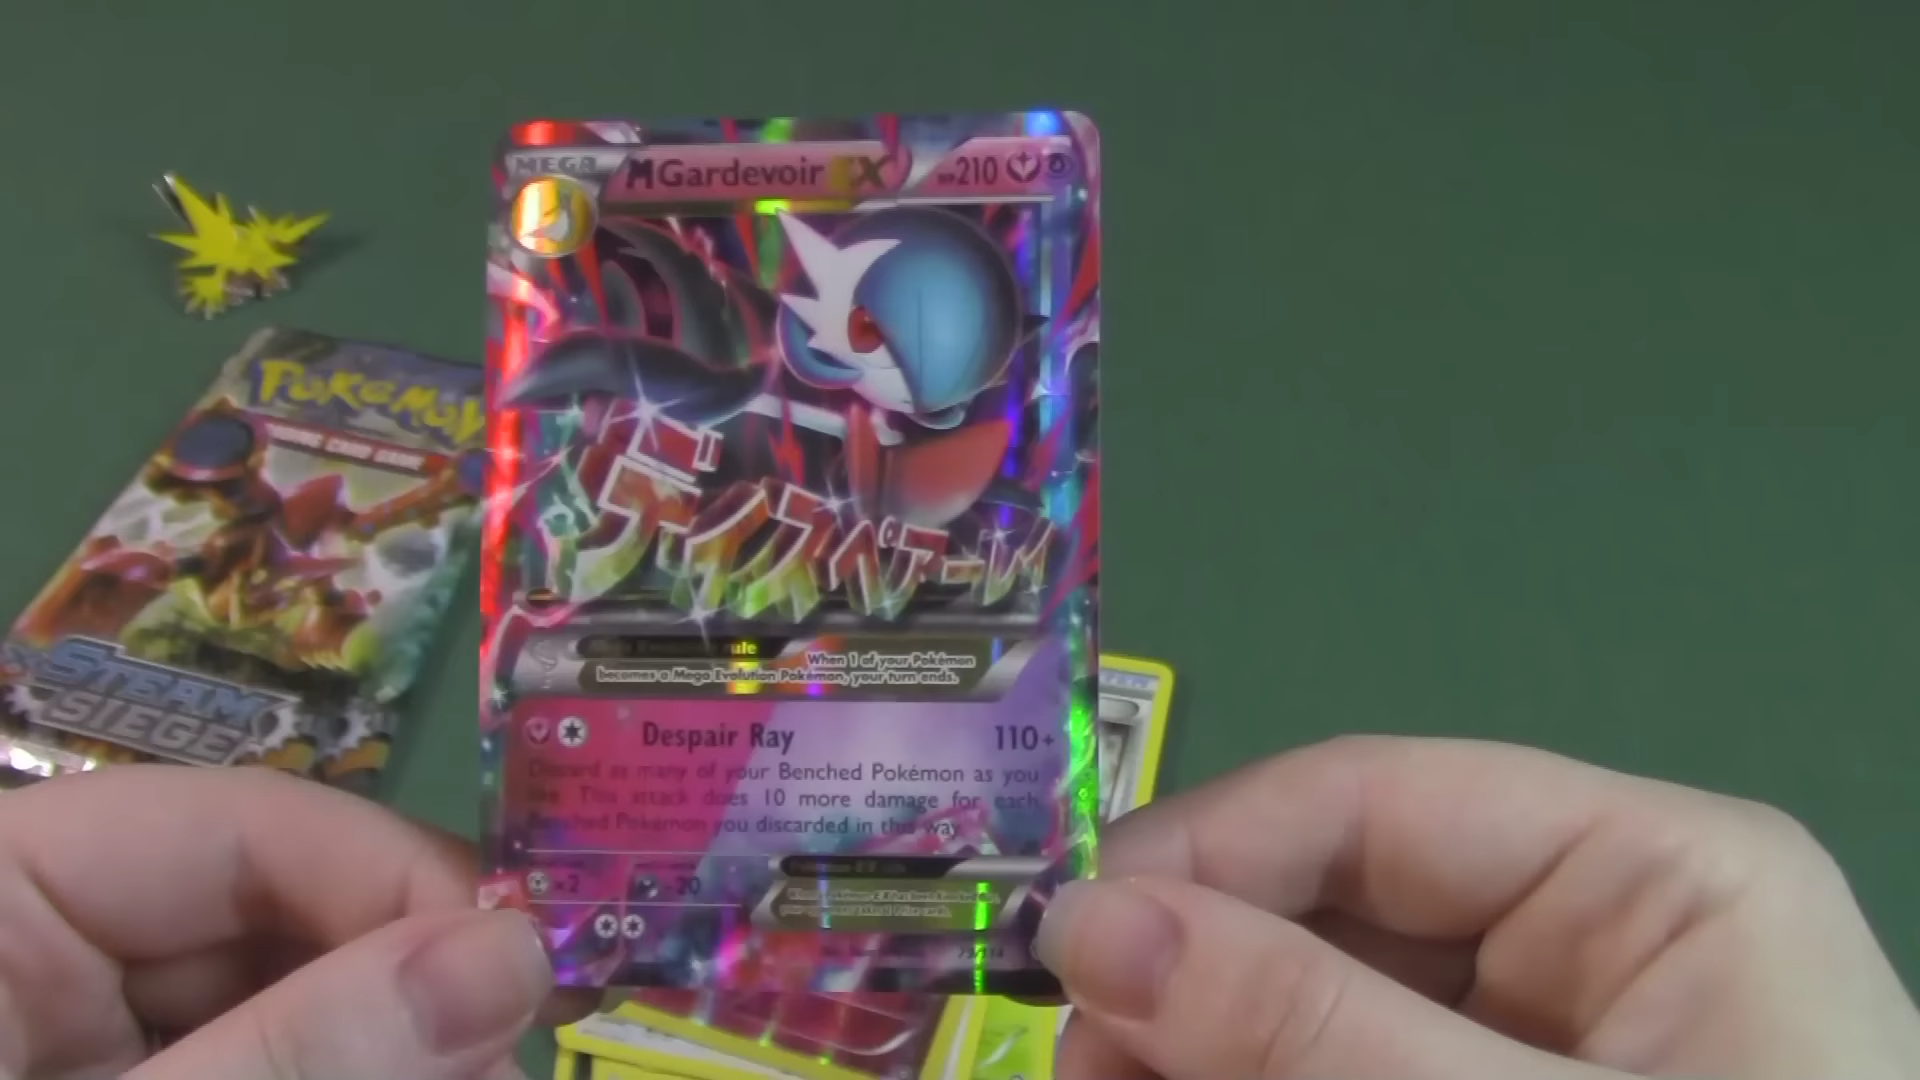 MEGA
MGardevoir EX
HP210
ディスペアーレイ
rule
When 1 of your Pokémon
becomes a Mega Evolution Pokémon, your turn ends.
Despair Ray 110+
Discard as many of your Benched Pokémon as you
like. This attack does 10 more damage for each
Benched Pokémon you discarded in this way.
×2 -20
POKéMON
TRADING CARD GAME
STEAM
SIEGE